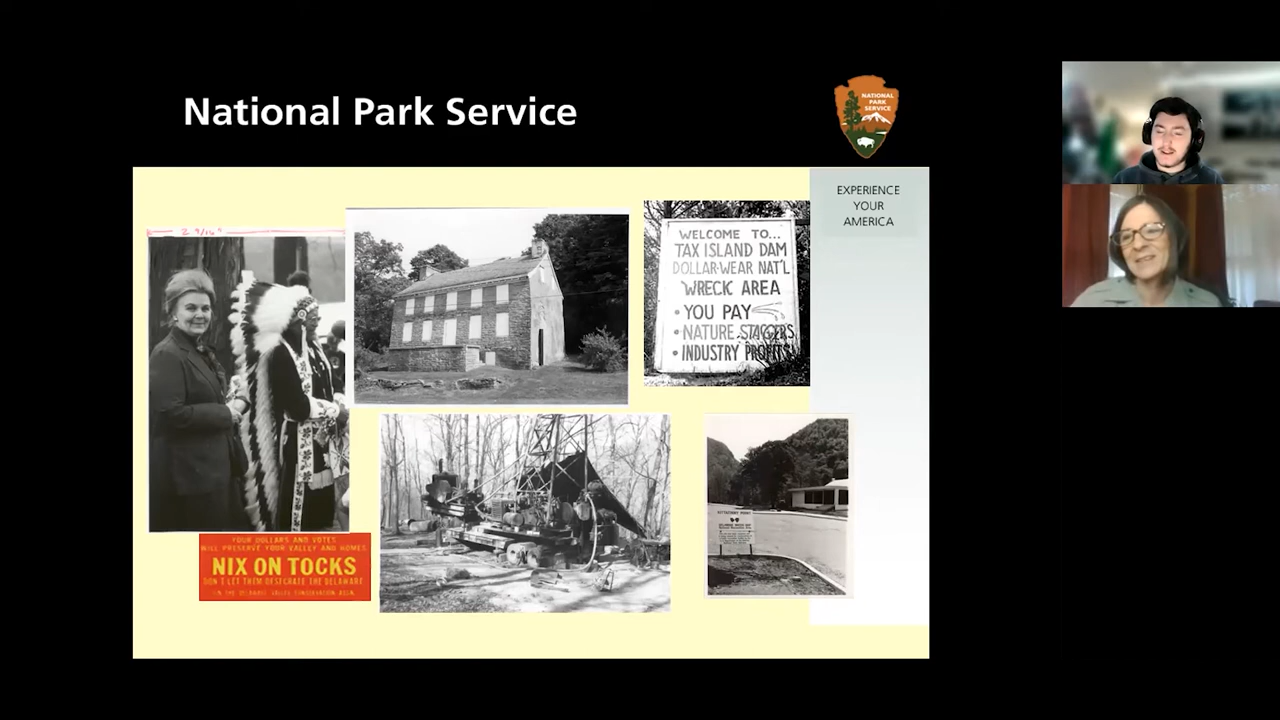 National Park Service
NATIONAL
PARK
SERVICE
EXPERIENCE
YOUR
AMERICA
WELCOME TO...
TAX ISLAND DAM
DOLLAR-WEAR NAT'L
WRECK AREA
• YOU PAY
• NATURE STAGGERS
• INDUSTRY PROFITS
YOUR DOLLARS AND VOTES
WILL PRESERVE YOUR VALLEY AND HOMES
NIX ON TOCKS
DON'T LET THEM DESECRATE THE DELAWARE
KITTATINNY POINT